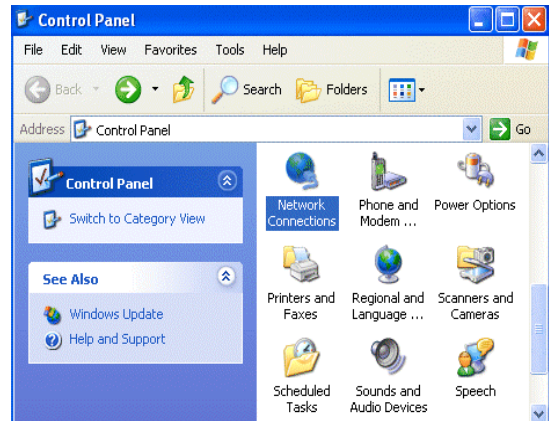 Control Panel
File Edit View Favorites Tools Help
Back Search Folders
Address Control Panel Go
Control Panel
Switch to Category View
See Also
Windows Update
Help and Support
Network Connections
Phone and Modem ...
Power Options
Printers and Faxes
Regional and Language ...
Scanners and Cameras
Scheduled Tasks
Sounds and Audio Devices
Speech